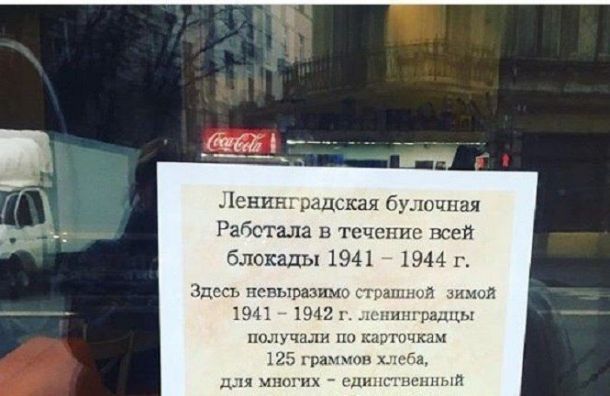 Coca-Cola
Ленинградская булочная
Работала в течение всей
блокады 1941 – 1944 г.
Здесь невыразимо страшной зимой
1941 – 1942 г. ленинградцы
получали по карточкам
125 граммов хлеба,
для многих – единственный